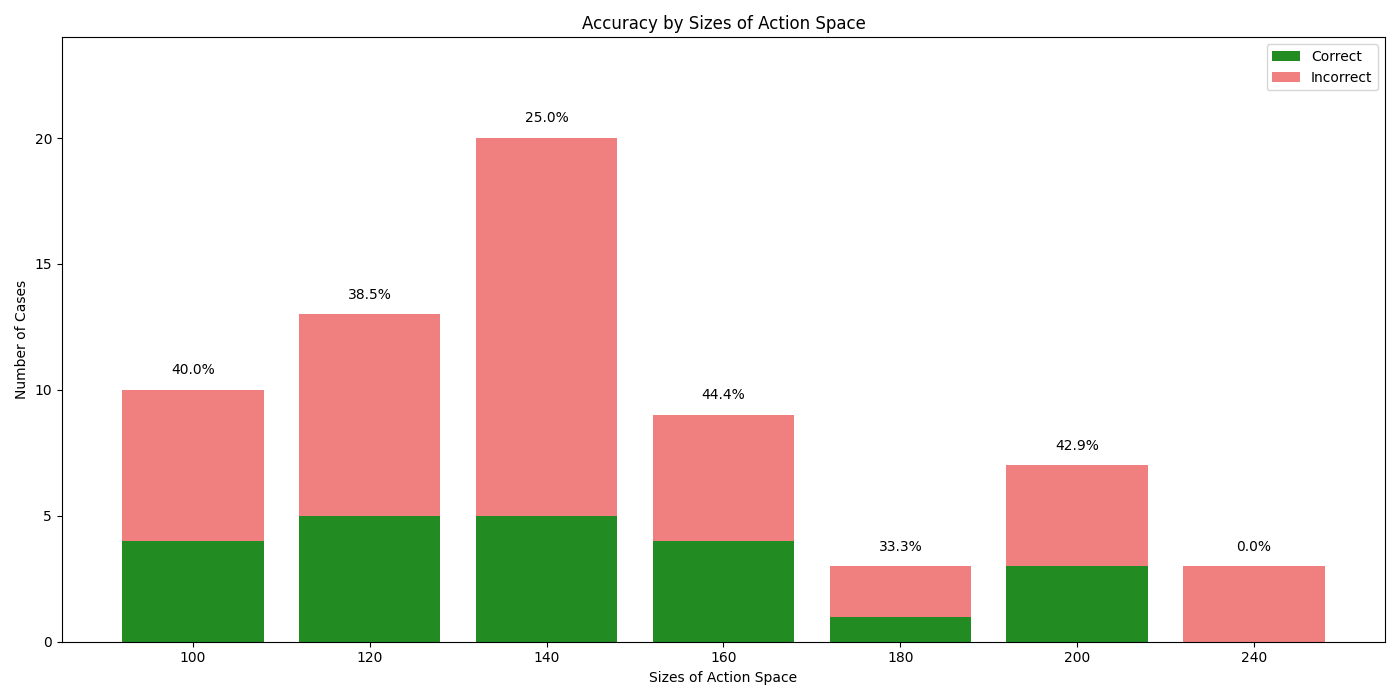 Accuracy by Sizes of Action Space
Correct
Incorrect
25.0%
38.5%
40.0%
44.4%
42.9%
33.3%
0.0%
20
15
10
5
0
Number of Cases
100 120 140 160 180 200 240
Sizes of Action Space